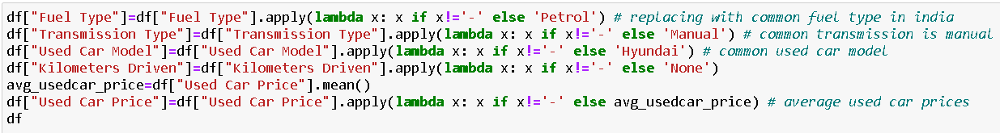 df["Fuel Type"]=df["Fuel Type"].apply(lambda x: x if x!='-' else 'Petrol') # replacing with common fuel type in india
df["Transmission Type"]=df["Transmission Type"].apply(lambda x: x if x!='-' else 'Manual') # common transmission is manual
df["Used Car Model"]=df["Used Car Model"].apply(lambda x: x if x!='-' else 'Hyundai') # common used car model
df["Kilometers Driven"]=df["Kilometers Driven"].apply(lambda x: x if x!='-' else 'None')
avg_usedcar_price=df["Used Car Price"].mean()
df["Used Car Price"]=df["Used Car Price"].apply(lambda x: x if x!='-' else avg_usedcar_price) # average used car prices
df